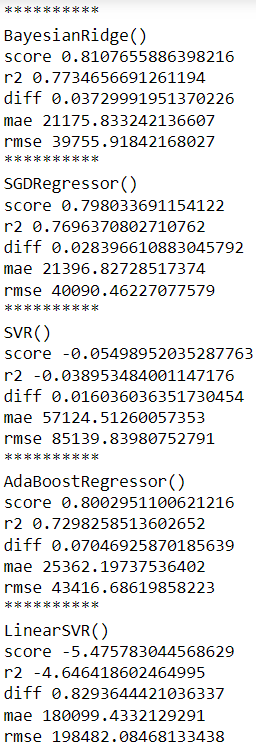 **********
BayesianRidge()
score 0.8107655886398216
r2 0.7734656691261194
diff 0.03729991951370226
mae 21175.833242136607
rmse 39755.91842168027
**********
SGDRegressor()
score 0.798033691154122
r2 0.7696370802710762
diff 0.028396610883045792
mae 21396.82728517374
rmse 40090.46227077579
**********
SVR()
score -0.05498952035287763
r2 -0.038953484001147176
diff 0.016036036351730454
mae 57124.51260057353
rmse 85139.83980752791
**********
AdaBoostRegressor()
score 0.8002951100621216
r2 0.7298258513602652
diff 0.07046925870185639
mae 25362.19737536402
rmse 43416.68619858223
**********
LinearSVR()
score -5.475783044568629
r2 -4.646418602464995
diff 0.8293644421036337
mae 180099.4332129291
rmse 198482.08468133438